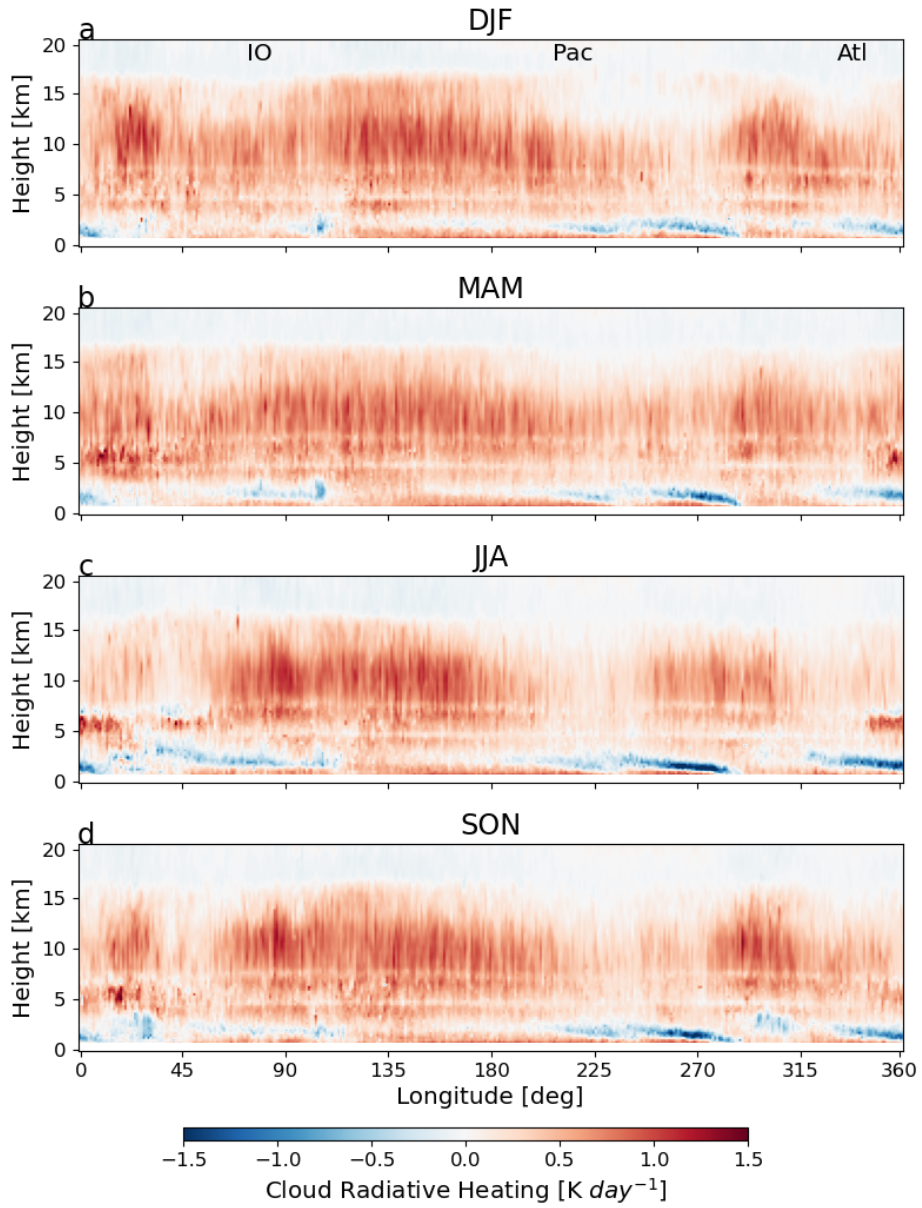 a
DJF
IO
Pac
Atl
20
15
10
5
0
Height [km]
b
MAM
20
15
10
5
0
Height [km]
c
JJA
20
15
10
5
0
Height [km]
d
SON
20
15
10
5
0
Height [km]
0 45 90 135 180 225 270 315 360
Longitude [deg]
−1.5 −1.0 −0.5 0.0 0.5 1.0 1.5
Cloud Radiative Heating [K day⁻¹]